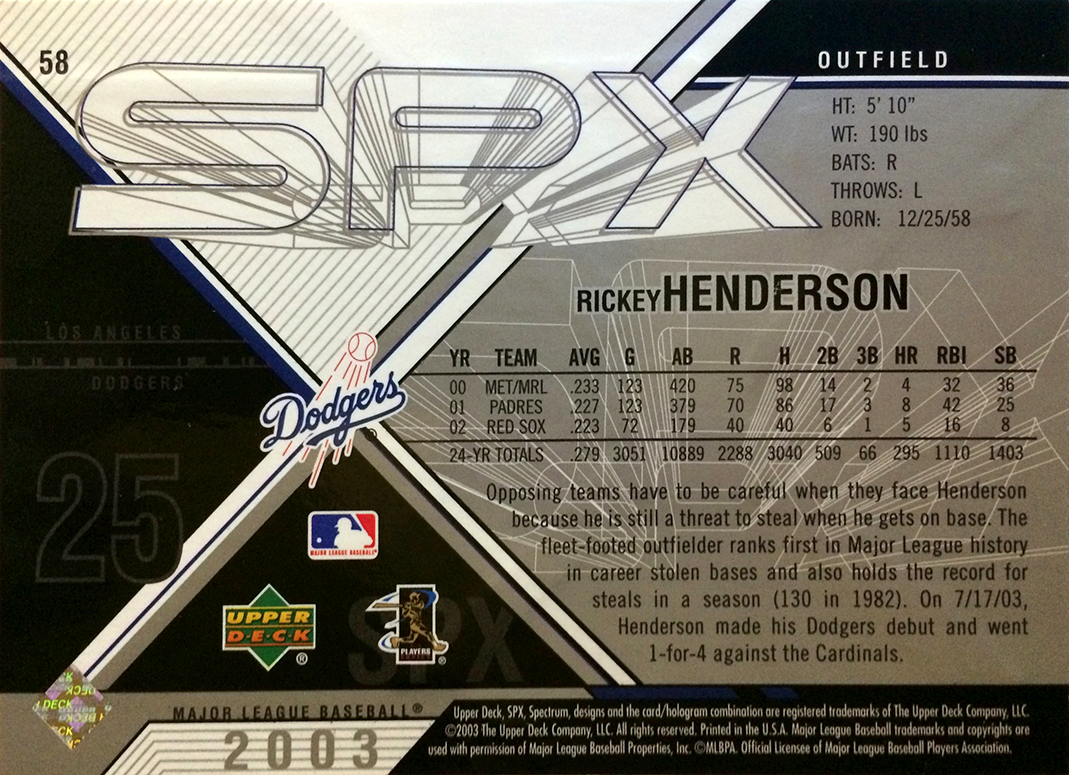 58
SPX
OUTFIELD
HT: 5' 10"
WT: 190 lbs
BATS: R
THROWS: L
BORN: 12/25/58
RICKEY HENDERSON
LOS ANGELES
DODGERS
Dodgers
25
YR TEAM AVG G AB R H 2B 3B HR RBI SB
00 MET/MRL .233 123 420 75 98 14 2 4 32 36
01 PADRES .227 123 379 70 86 17 3 8 42 25
02 RED SOX .223 72 179 40 40 6 1 5 16 8
24-YR TOTALS .279 3051 10889 2288 3040 509 66 295 1110 1403
Opposing teams have to be careful when they face Henderson
because he is still a threat to steal when he gets on base. The
fleet-footed outfielder ranks first in Major League history
in career stolen bases and also holds the record for
steals in a season (130 in 1982). On 7/17/03,
Henderson made his Dodgers debut and went
1-for-4 against the Cardinals.
MAJOR LEAGUE BASEBALL
UPPER
D·E·C·K
®
PLAYERS
®
SPX
DECK
MAJOR LEAGUE BASEBALL®
2003
Upper Deck, SPX, Spectrum, designs and the card/hologram combination are registered trademarks of The Upper Deck Company, LLC.
©2003 The Upper Deck Company, LLC. All rights reserved. Printed in the U.S.A. Major League Baseball trademarks and copyrights are
used with permission of Major League Baseball Properties, Inc. ©MLBPA. Official Licensee of Major League Baseball Players Association.